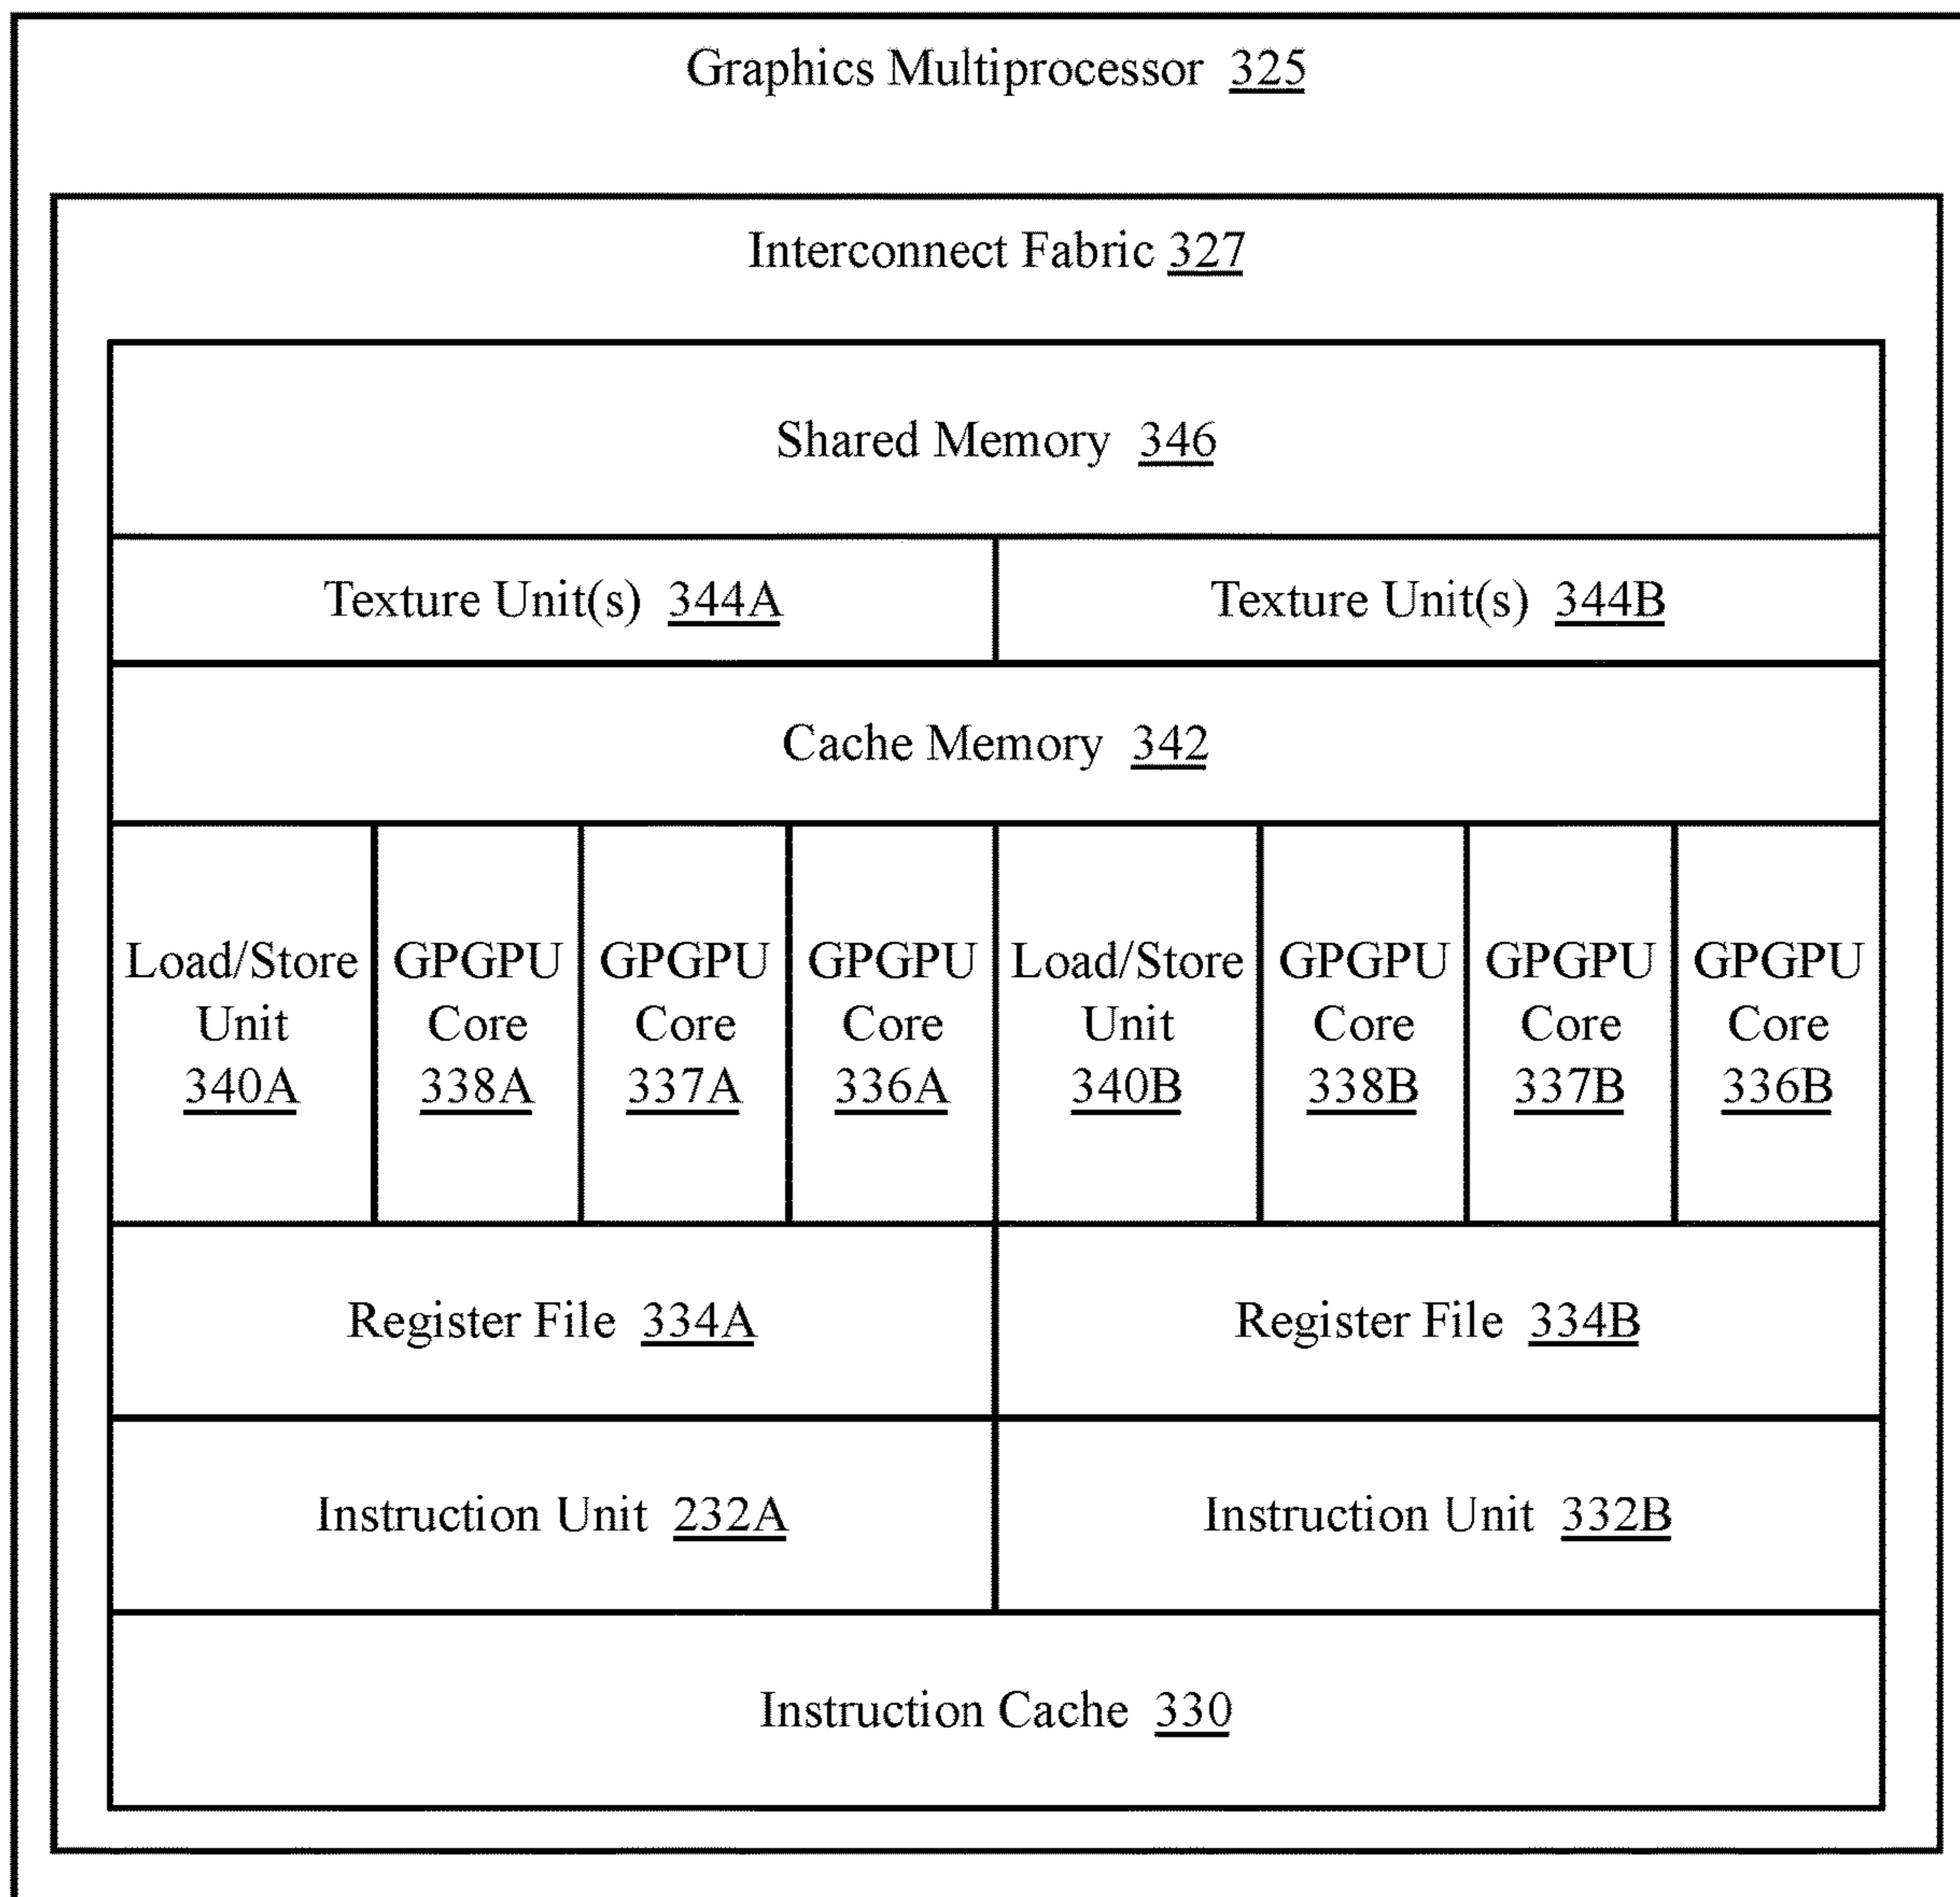 Graphics Multiprocessor 325
Interconnect Fabric 327
Shared Memory 346
Texture Unit(s) 344A
Texture Unit(s) 344B
Cache Memory 342
Load/Store
Unit
340A
GPGPU
Core
338A
GPGPU
Core
337A
GPGPU
Core
336A
Load/Store
Unit
340B
GPGPU
Core
338B
GPGPU
Core
337B
GPGPU
Core
336B
Register File 334A
Register File 334B
Instruction Unit 232A
Instruction Unit 332B
Instruction Cache 330